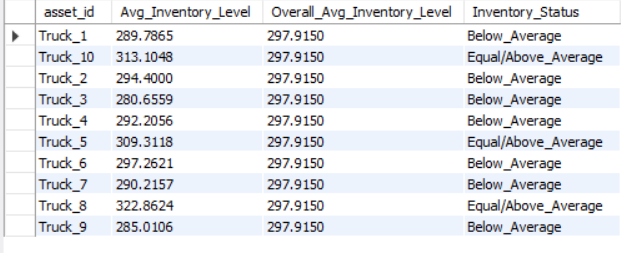 asset_id Avg_Inventory_Level Overall_Avg_Inventory_Level Inventory_Status
Truck_1 289.7865 297.9150 Below_Average
Truck_10 313.1048 297.9150 Equal/Above_Average
Truck_2 294.4000 297.9150 Below_Average
Truck_3 280.6559 297.9150 Below_Average
Truck_4 292.2056 297.9150 Below_Average
Truck_5 309.3118 297.9150 Equal/Above_Average
Truck_6 297.2621 297.9150 Below_Average
Truck_7 290.2157 297.9150 Below_Average
Truck_8 322.8624 297.9150 Equal/Above_Average
Truck_9 285.0106 297.9150 Below_Average